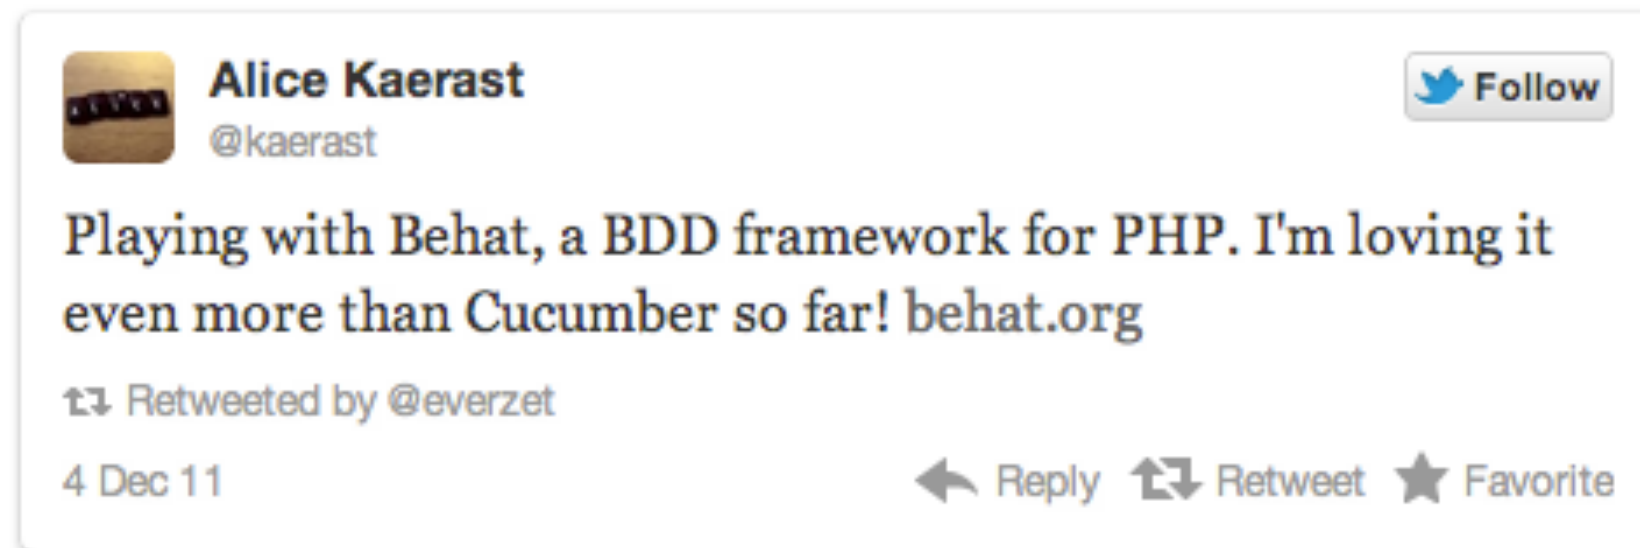 Alice Kaerast
@kaerast
Follow
Playing with Behat, a BDD framework for PHP. I'm loving it
even more than Cucumber so far! behat.org
Retweeted by @everzet
4 Dec 11
Reply Retweet Favorite